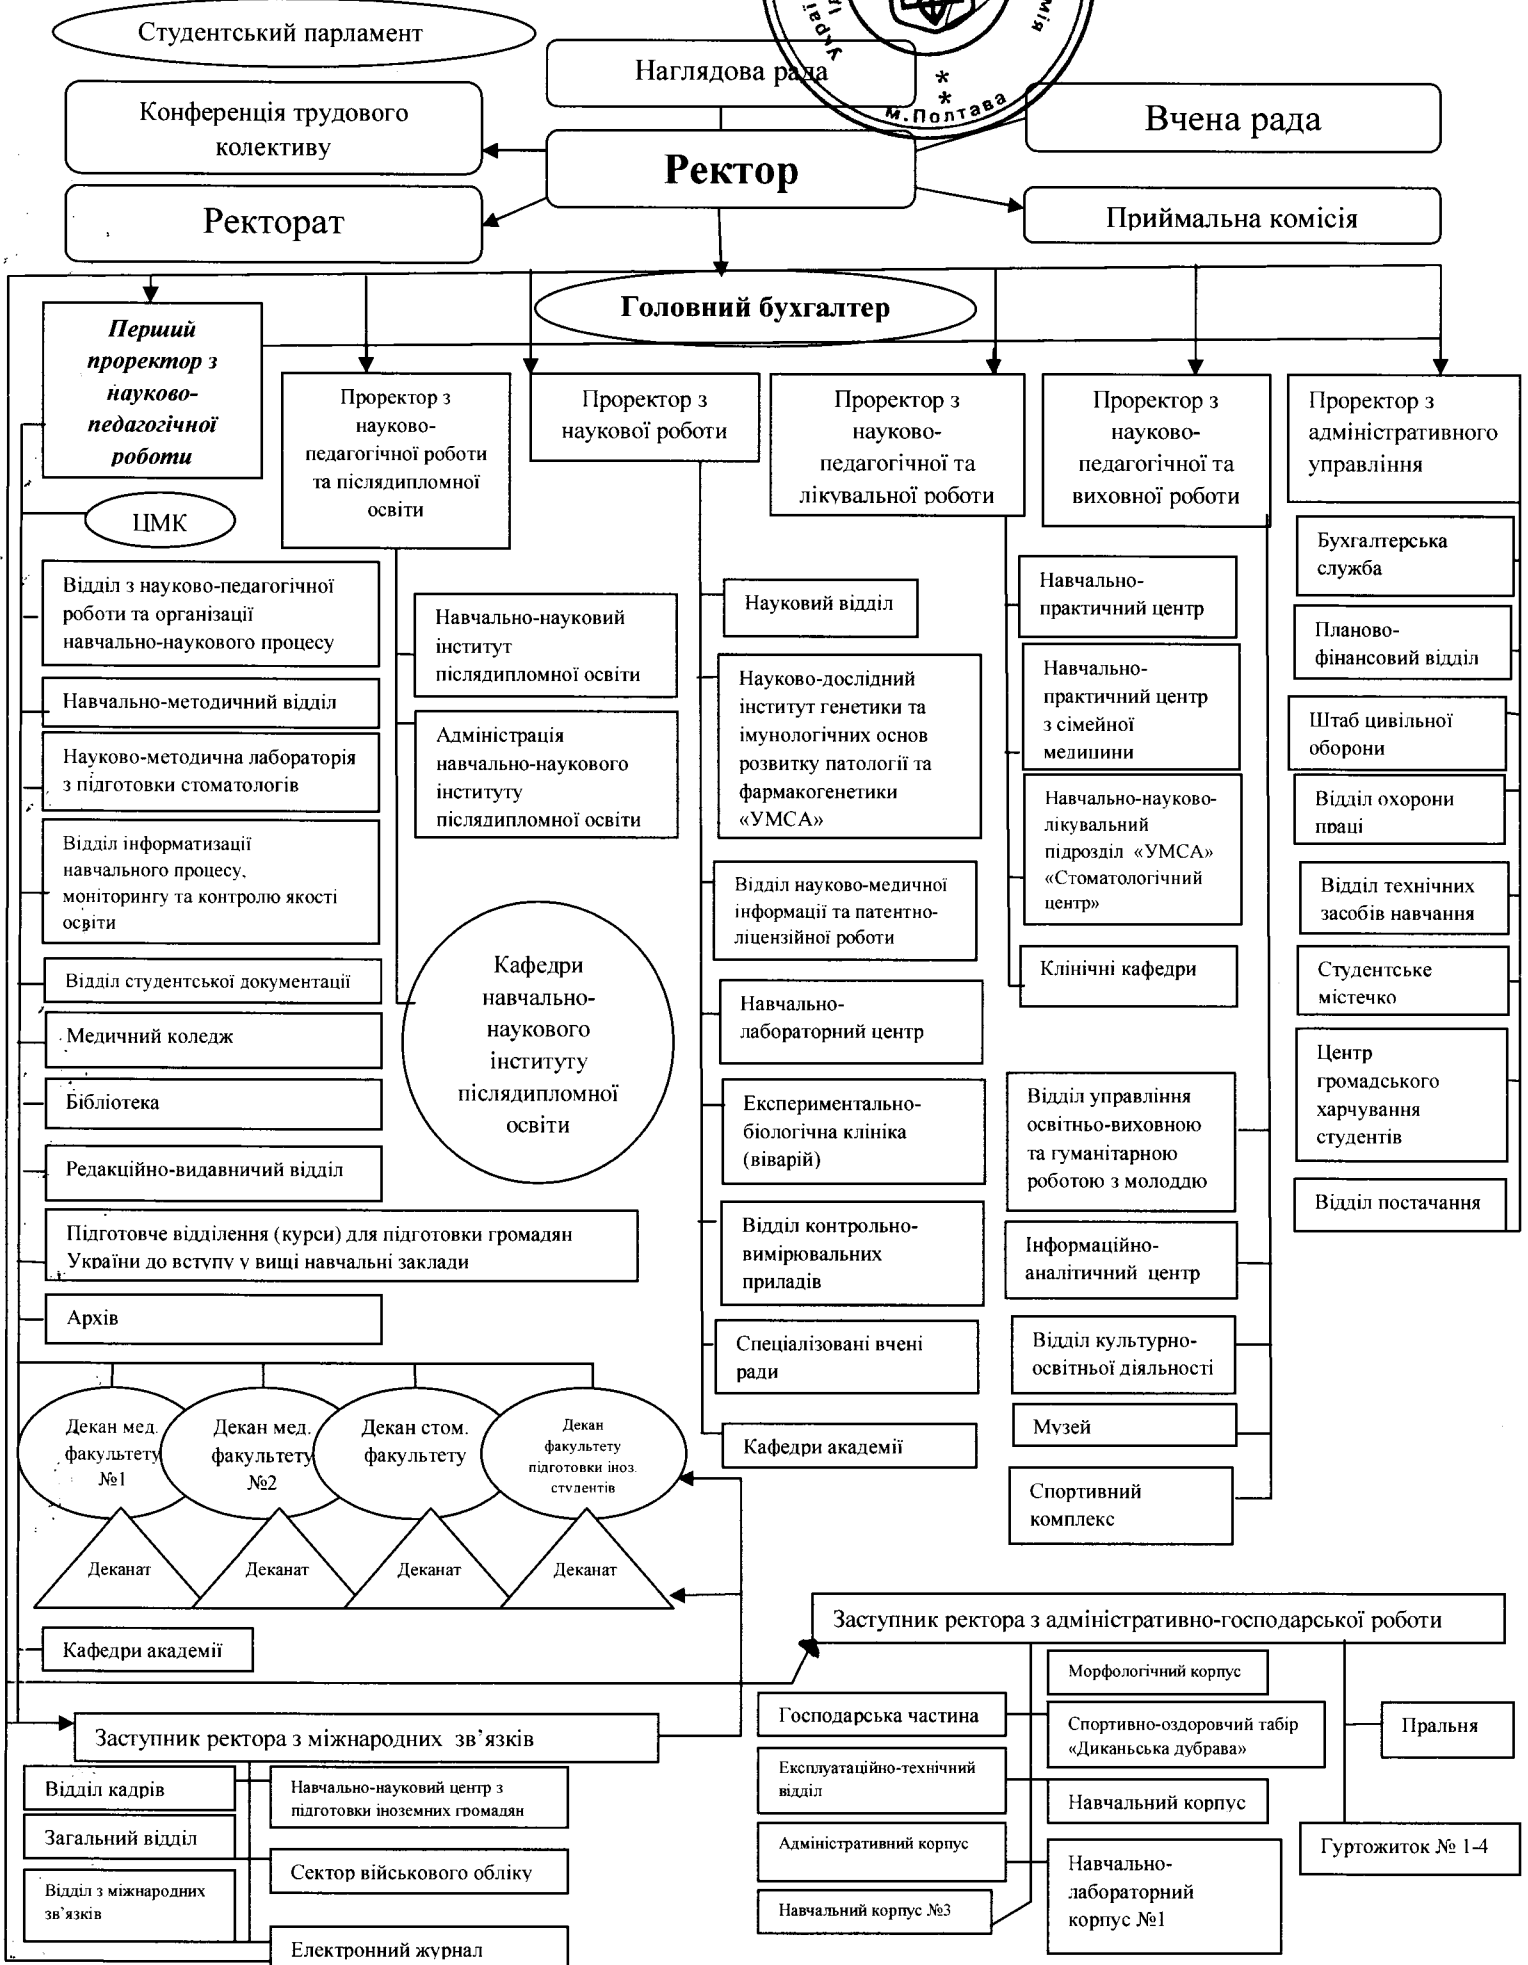 Студентський парламент
Наглядова рада
м.Полтава
Конференція трудового
колективу
Вчена рада
Ректор
Ректорат
Приймальна комісія
Головний бухгалтер
Перший
проректор з
науково-
педагогічної
роботи
Проректор з
науково-
педагогічної роботи
та післядипломної
освіти
Проректор з
наукової роботи
Проректор з
науково-
педагогічної та
лікувальної роботи
Проректор з
науково-
педагогічної та
виховної роботи
Проректор з
адміністративного
управління
ЦМК
Відділ з науково-педагогічної
роботи та організації
навчально-наукового процесу
Навчально-методичний відділ
Науково-методична лабораторія
з підготовки стоматологів
Відділ інформатизації
навчального процесу,
моніторингу та контролю якості
освіти
Відділ студентської документації
Медичний коледж
Бібліотека
Редакційно-видавничий відділ
Підготовче відділення (курси) для підготовки громадян
України до вступу у вищі навчальні заклади
Архів
Навчально-науковий
інститут
післядипломної освіти
Адміністрація
навчально-наукового
інституту
післядипломної освіти
Кафедри
навчально-
наукового
інституту
післядипломної
освіти
Науковий відділ
Науково-дослідний
інститут генетики та
імунологічних основ
розвитку патології та
фармакогенетики
«УМСА»
Відділ науково-медичної
інформації та патентно-
ліцензійної роботи
Навчально-
лабораторний центр
Експериментально-
біологічна клініка
(віварій)
Відділ контрольно-
вимірювальних
приладів
Спеціалізовані вчені
ради
Кафедри академії
Навчально-
практичний центр
Навчально-
практичний центр
з сімейної
медицини
Навчально-науково-
лікувальний
підрозділ «УМСА»
«Стоматологічний
центр»
Клінічні кафедри
Відділ управління
освітньо-виховною
та гуманітарною
роботою з молоддю
Інформаційно-
аналітичний центр
Відділ культурно-
освітньої діяльності
Музей
Спортивний
комплекс
Бухгалтерська
служба
Планово-
фінансовий відділ
Штаб цивільної
оборони
Відділ охорони
праці
Відділ технічних
засобів навчання
Студентське
містечко
Центр
громадського
харчування
студентів
Відділ постачання
Декан мед.
факультету
№1
Декан мед.
факультету
№2
Декан стом.
факультету
Декан
факультету
підготовки іноз.
студентів
Деканат
Деканат
Деканат
Деканат
Кафедри академії
Заступник ректора з міжнародних зв’язків
Відділ кадрів
Загальний відділ
Відділ з міжнародних
зв’язків
Навчально-науковий центр з
підготовки іноземних громадян
Сектор військового обліку
Електронний журнал
Заступник ректора з адміністративно-господарської роботи
Господарська частина
Експлуатаційно-технічний
відділ
Адміністративний корпус
Навчальний корпус №3
Морфологічний корпус
Спортивно-оздоровчий табір
«Диканьська дубрава»
Навчальний корпус
Навчально-
лабораторний
корпус №1
Пральня
Гуртожиток № 1-4